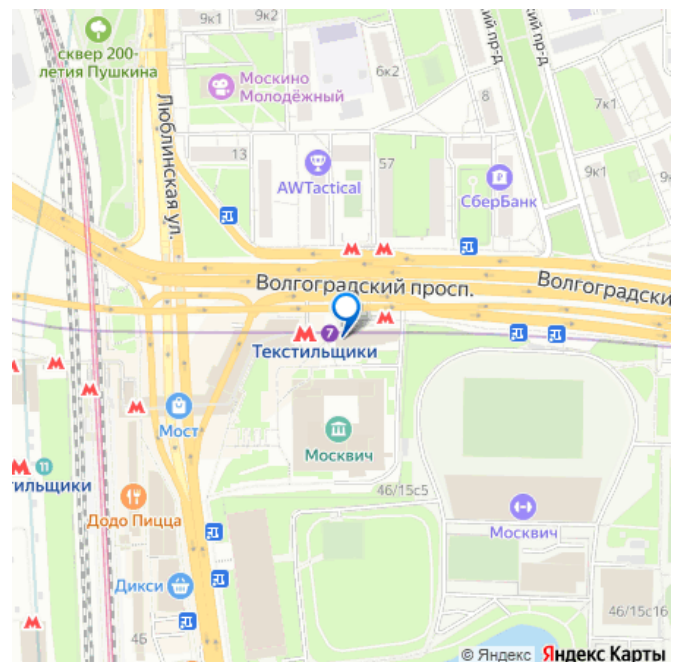 9к1
9к2
сквер 200-
летия Пушкина
Москино
Молодёжный
6к2
8
7к1
Люблинская ул.
13
AWTactical
57
СберБанк
9к1
Волгоградский просп.
Волгоградски
7
Текстильщики
Мост
Москвич
11
тильщики
46/15с5
Додо Пицца
Москвич
Дикси
46/15с16
© Яндекс Яндекс Карты